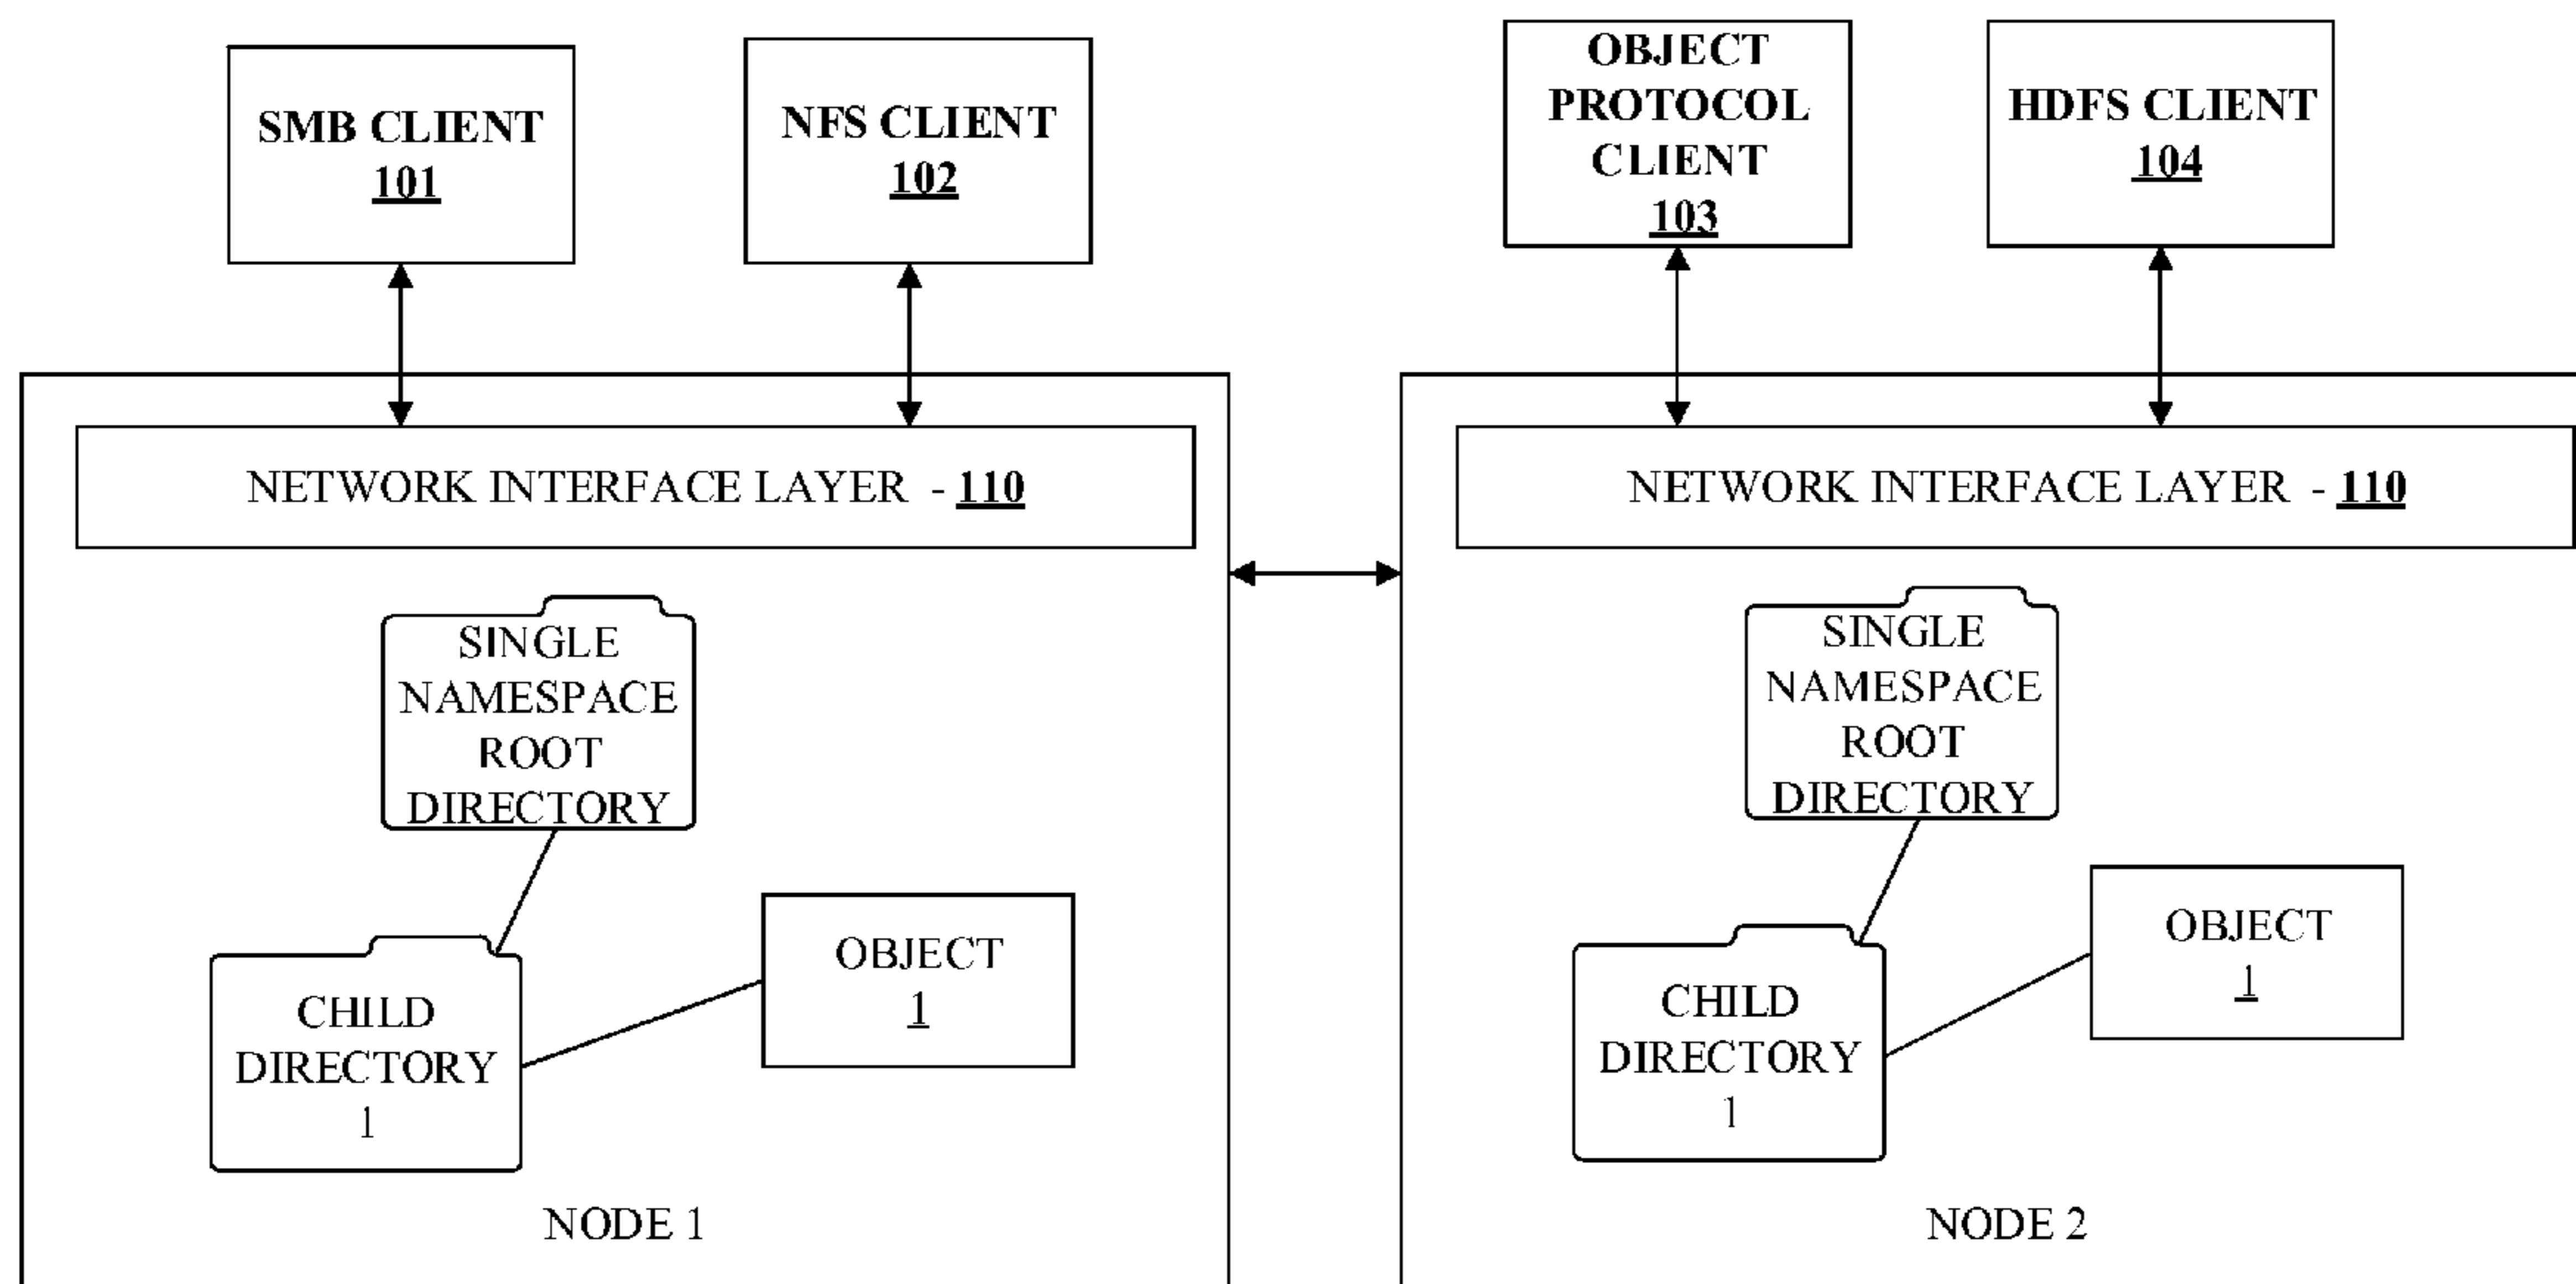 SMB CLIENT
101
NFS CLIENT
102
OBJECT
PROTOCOL
CLIENT
103
HDFS CLIENT
104
NETWORK INTERFACE LAYER - 110
NETWORK INTERFACE LAYER - 110
SINGLE
NAMESPACE
ROOT
DIRECTORY
CHILD
DIRECTORY
1
OBJECT
1
NODE 1
SINGLE
NAMESPACE
ROOT
DIRECTORY
CHILD
DIRECTORY
1
OBJECT
1
NODE 2